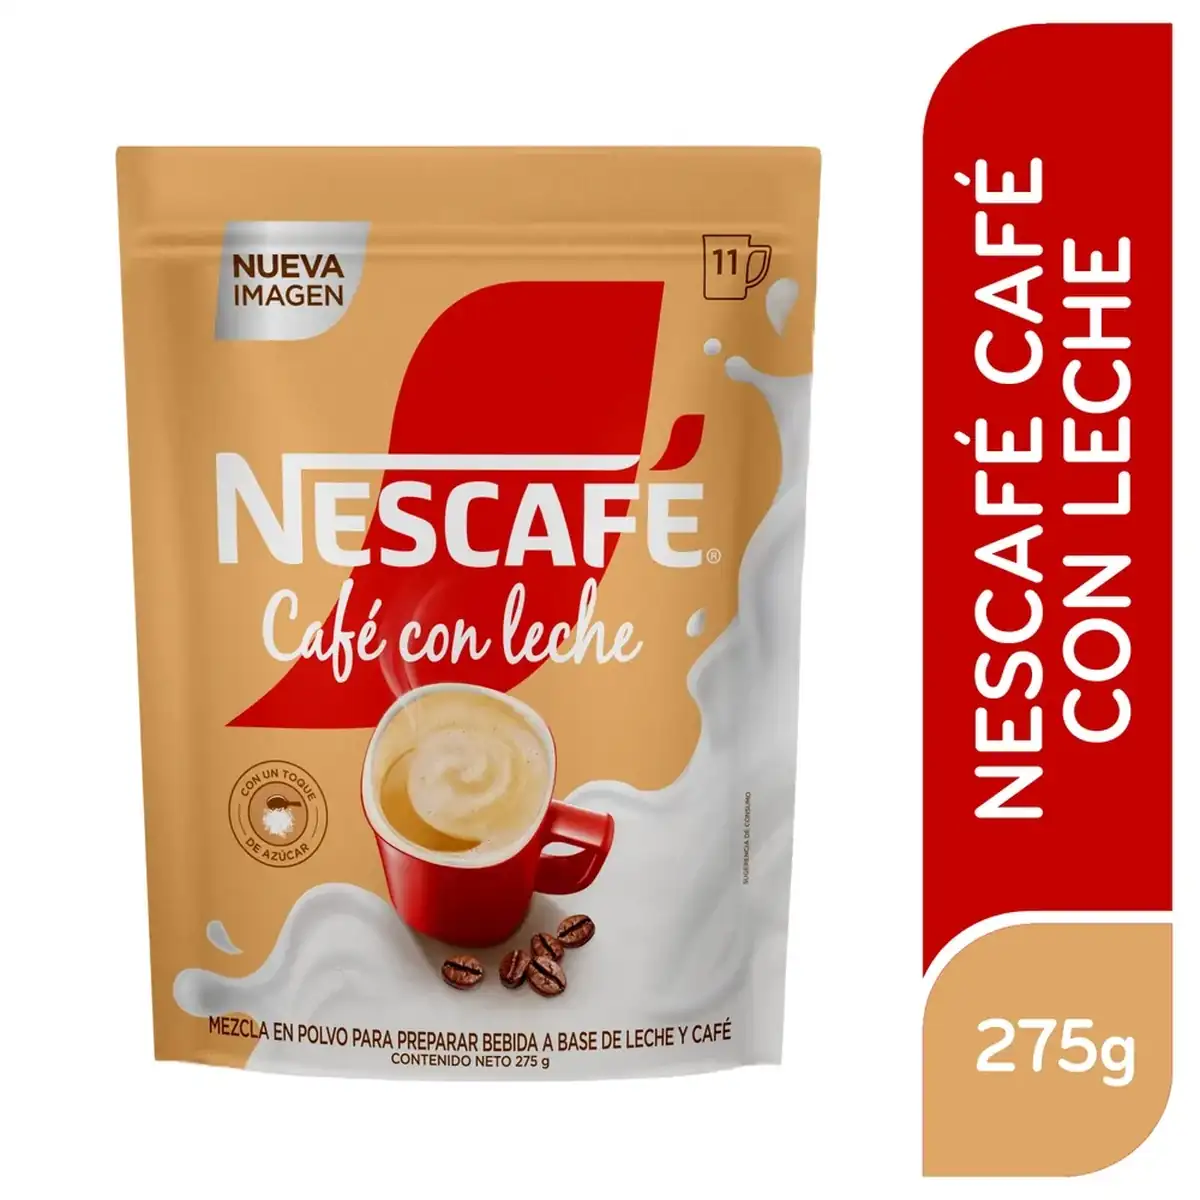 NUEVA
IMAGEN
11
NESCAFÉ®
Café con leche
CON UN TOQUE
DE AZÚCAR
SUGERENCIA DE CONSUMO
MEZCLA EN POLVO PARA PREPARAR BEBIDA A BASE DE LECHE Y CAFÉ
CONTENIDO NETO 275 g
NESCAFÉ CAFÉ
CON LECHE
275g